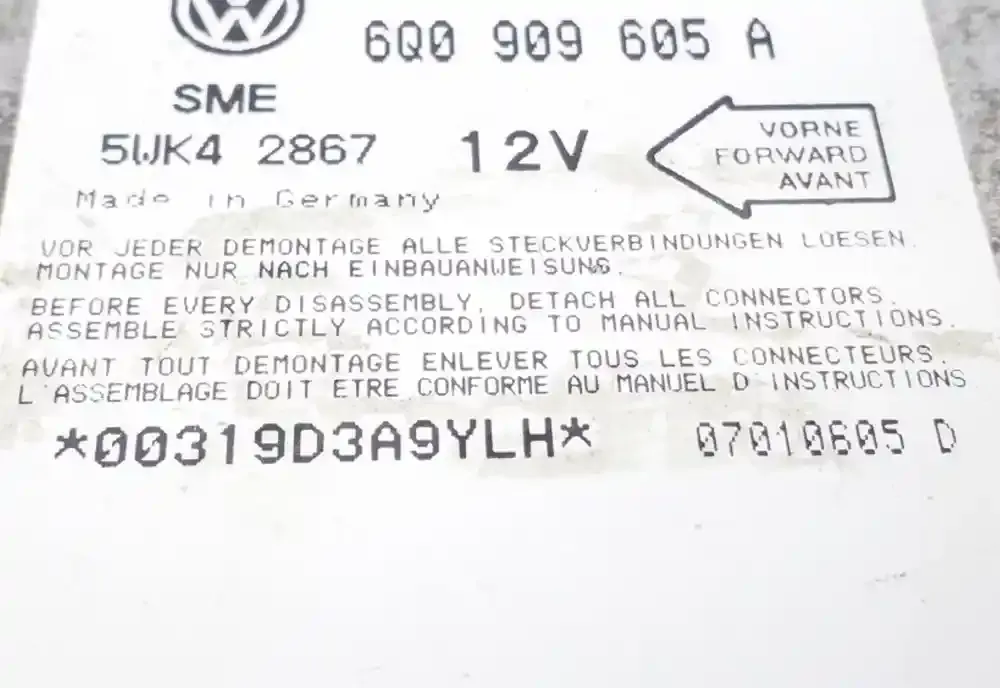 6Q0 909 605 A
SME
5WK4 2867 12V
VORNE
FORWARD
AVANT
Made in Germany
VOR JEDER DEMONTAGE ALLE STECKVERBINDUNGEN LOESEN.
MONTAGE NUR NACH EINBAUANWEISUNG.
BEFORE EVERY DISASSEMBLY, DETACH ALL CONNECTORS.
ASSEMBLE STRICTLY ACCORDING TO MANUAL INSTRUCTIONS.
AVANT TOUT DEMONTAGE ENLEVER TOUS LES CONNECTEURS.
L'ASSEMBLAGE DOIT ETRE CONFORME AU MANUEL D'INSTRUCTIONS
*00319D3A9YLH* 07010605 D